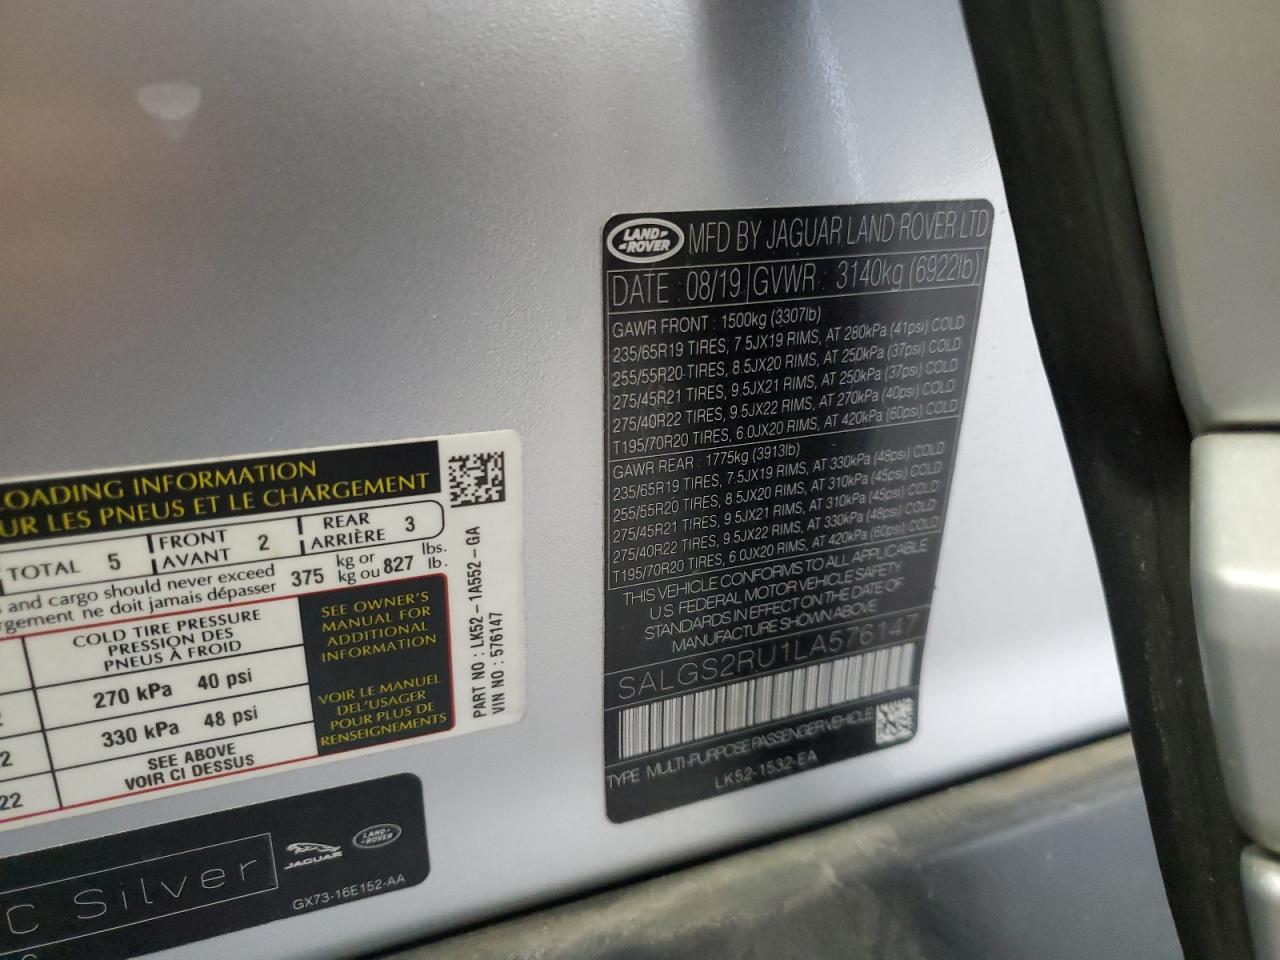 LAND-
-ROVER
MFD BY JAGUAR LAND ROVER LTD
DATE : 08/19 GVWR : 3140kg (6922lb)
GAWR FRONT : 1500kg (3307lb)
235/65R19 TIRES, 7.5JX19 RIMS, AT 280kPa (41psi) COLD
255/55R20 TIRES, 8.5JX20 RIMS, AT 250kPa (37psi) COLD
275/45R21 TIRES, 9.5JX21 RIMS, AT 250kPa (37psi) COLD
275/40R22 TIRES, 9.5JX22 RIMS, AT 270kPa (40psi) COLD
T195/70R20 TIRES, 6.0JX20 RIMS, AT 420kPa (60psi) COLD
GAWR REAR : 1775kg (3913lb)
235/65R19 TIRES, 7.5JX19 RIMS, AT 330kPa (48psi) COLD
255/55R20 TIRES, 8.5JX20 RIMS, AT 310kPa (45psi) COLD
275/45R21 TIRES, 9.5JX21 RIMS, AT 310kPa (45psi) COLD
275/40R22 TIRES, 9.5JX22 RIMS, AT 330kPa (48psi) COLD
T195/70R20 TIRES, 6.0JX20 RIMS, AT 420kPa (60psi) COLD
THIS VEHICLE CONFORMS TO ALL APPLICABLE
U.S. FEDERAL MOTOR VEHICLE SAFETY
STANDARDS IN EFFECT ON THE DATE OF
MANUFACTURE SHOWN ABOVE
SALGS2RU1LA576147
TYPE MULTI-PURPOSE PASSENGER VEHICLE
LK52-1532-EA
LOADING INFORMATION
UR LES PNEUS ET LE CHARGEMENT
TOTAL 5 FRONT AVANT 2 REAR ARRIÈRE 3
and cargo should never exceed 375 kg or 827 lbs.
rgement ne doit jamais dépasser kg ou lb.
COLD TIRE PRESSURE
PRESSION DES
PNEUS À FROID
270 kPa 40 psi
330 kPa 48 psi
SEE ABOVE
VOIR CI DESSUS
2
22
SEE OWNER'S
MANUAL FOR
ADDITIONAL
INFORMATION
VOIR LE MANUEL
DEL'USAGER
POUR PLUS DE
RENSEIGNEMENTS
PART NO : LK52 - 1A552 - GA
VIN NO : 576147
C Silver
JAGUAR
LAND-
-ROVER
GX73-16E152-AA